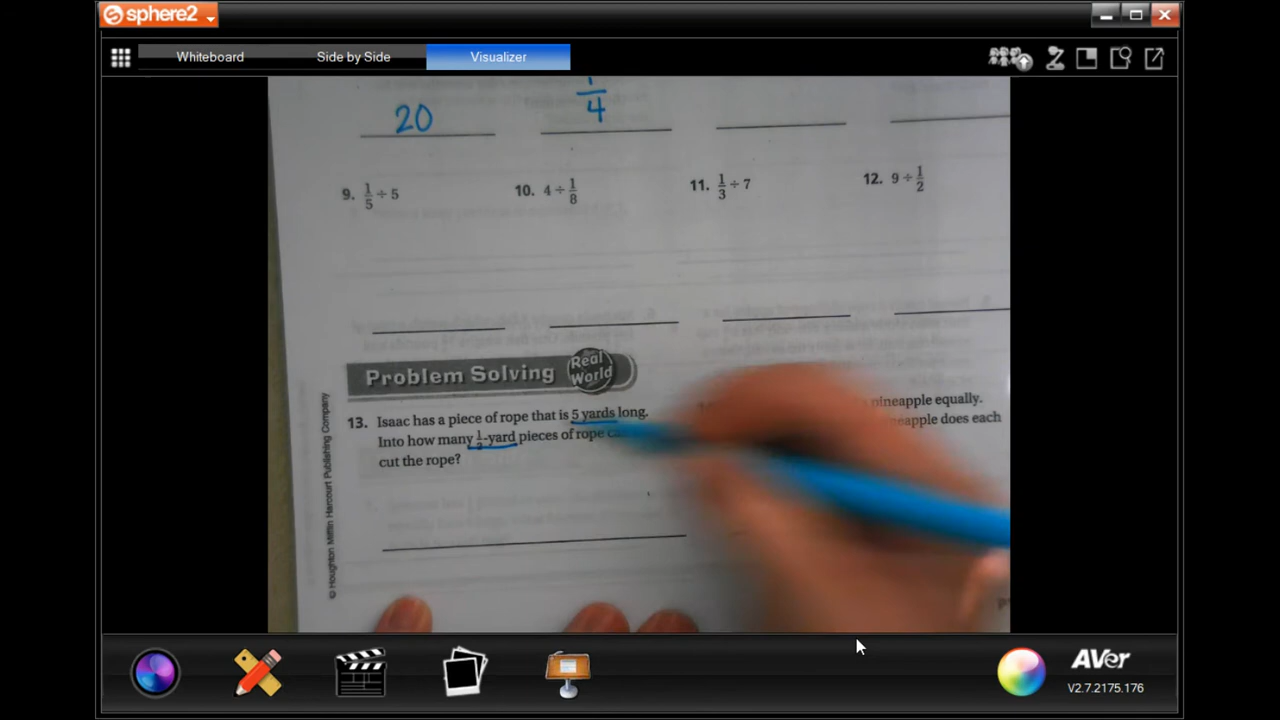 sphere2
Whiteboard
Side by Side
Visualizer
20
1/4
9. 1/5 ÷ 5
10. 4 ÷ 1/8
11. 1/3 ÷ 7
12. 9 ÷ 1/2
Problem Solving
Real World
13. Isaac has a piece of rope that is 5 yards long.
Into how many 1/2-yard pieces of rope
cut the rope?
pineapple equally.
does each
© Houghton Mifflin Harcourt Publishing Company
AVer
V2.7.2175.176